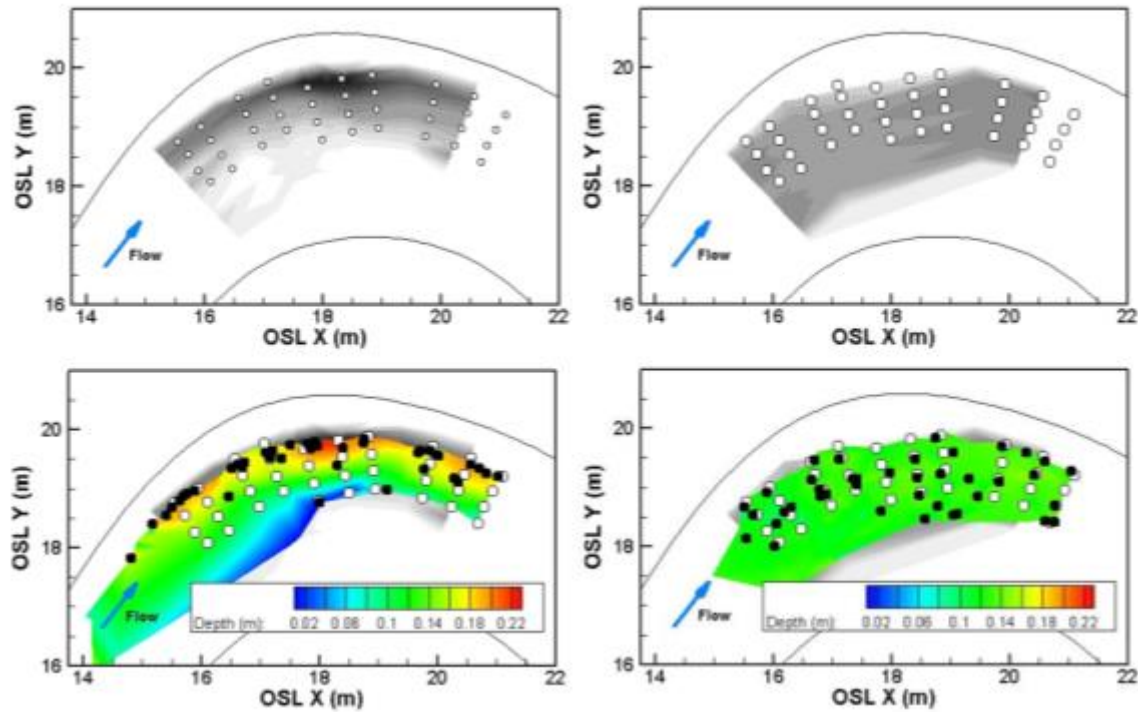 OSL Y (m)
20
18
16
Flow
14 16 18 20 22
OSL X (m)
OSL Y (m)
20
18
16
Flow
14 16 18 20 22
OSL X (m)
OSL Y (m)
20
18
16
Flow
Depth (m): 0.02 0.06 0.1 0.14 0.18 0.22
14 16 18 20 22
OSL X (m)
OSL Y (m)
20
18
16
Flow
Depth (m): 0.02 0.06 0.1 0.14 0.18 0.22
14 16 18 20 22
OSL X (m)